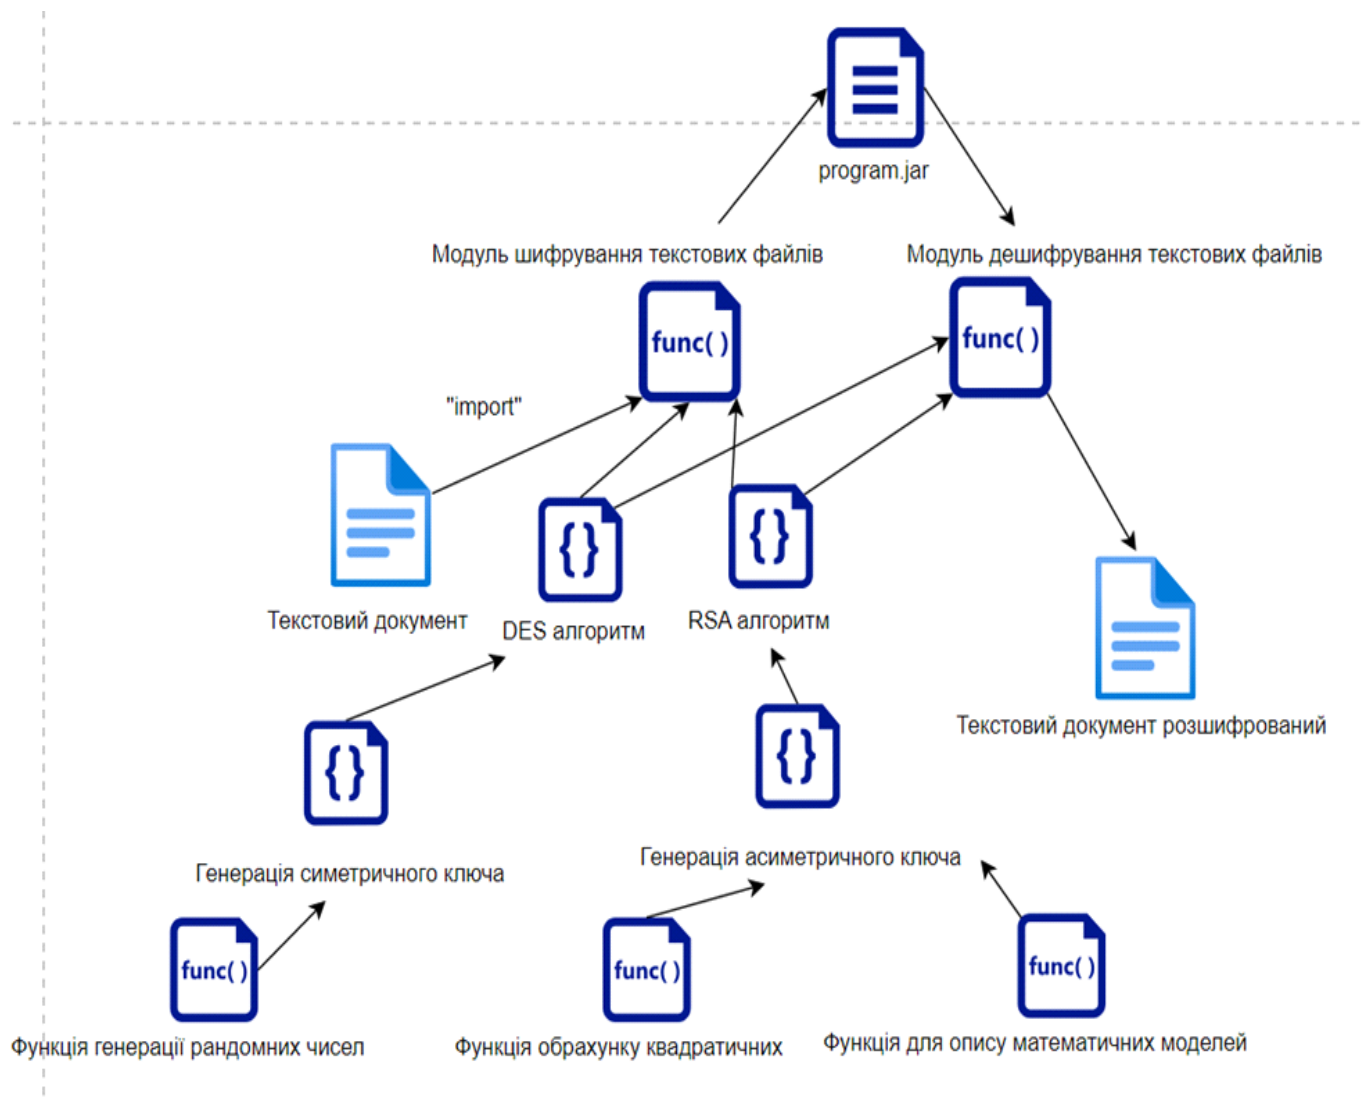 program.jar
Модуль шифрування текстових файлів
Модуль дешифрування текстових файлів
func( )
func( )
"import"
{}
{}
Текстовий документ
DES алгоритм
RSA алгоритм
Текстовий документ розшифрований
{}
{}
Генерація симетричного ключа
Генерація асиметричного ключа
func( )
func( )
func( )
Функція генерації рандомних чисел
Функція обрахунку квадратичних
Функція для опису математичних моделей